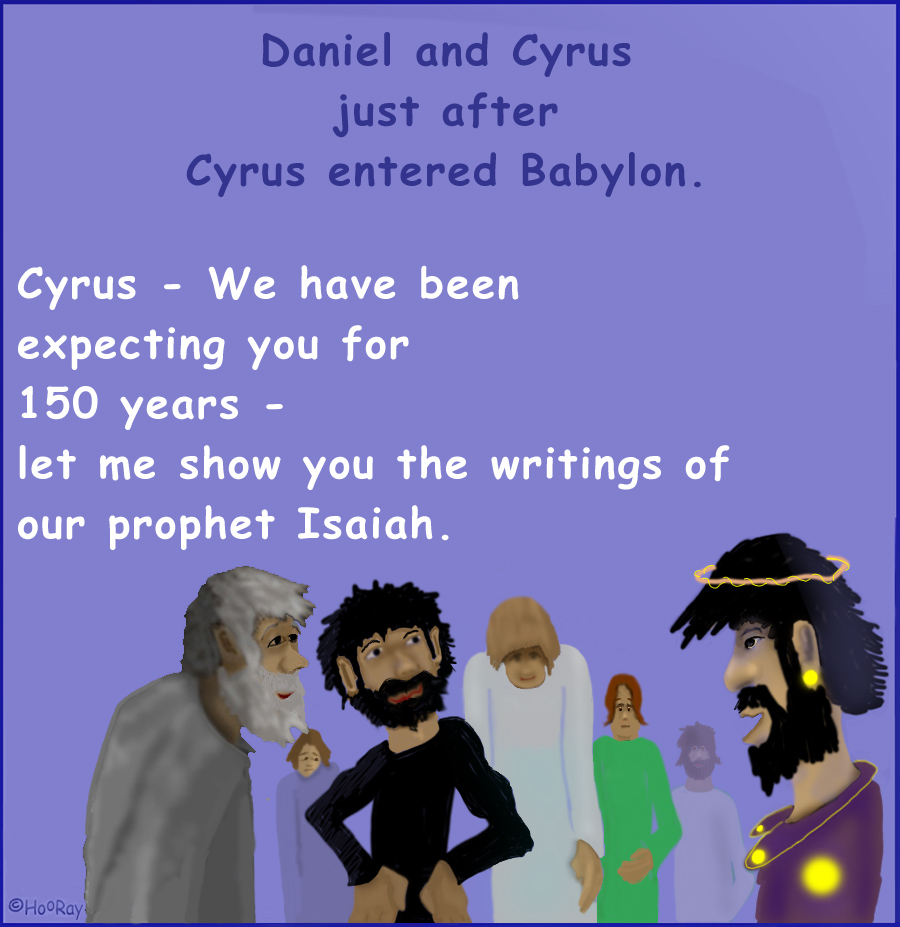 Daniel and Cyrus
just after
Cyrus entered Babylon.
Cyrus - We have been
expecting you for
150 years -
let me show you the writings of
our prophet Isaiah.
©HooRay